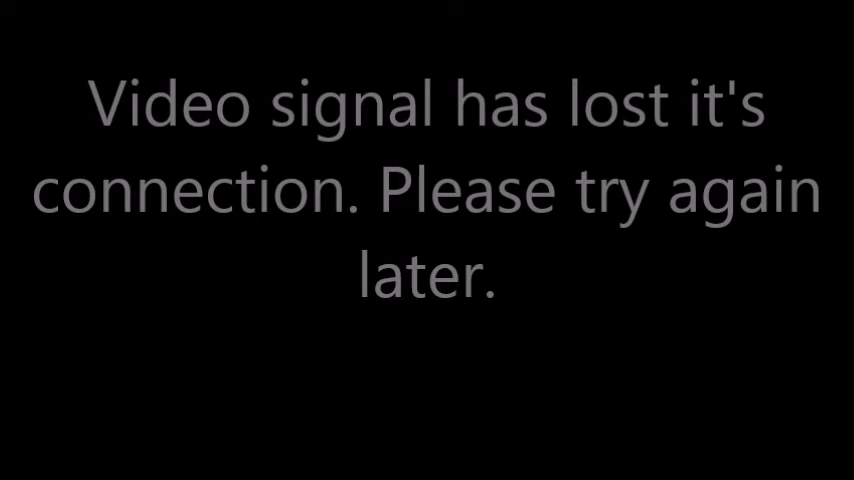 Video signal has lost it's
connection. Please try again
later.